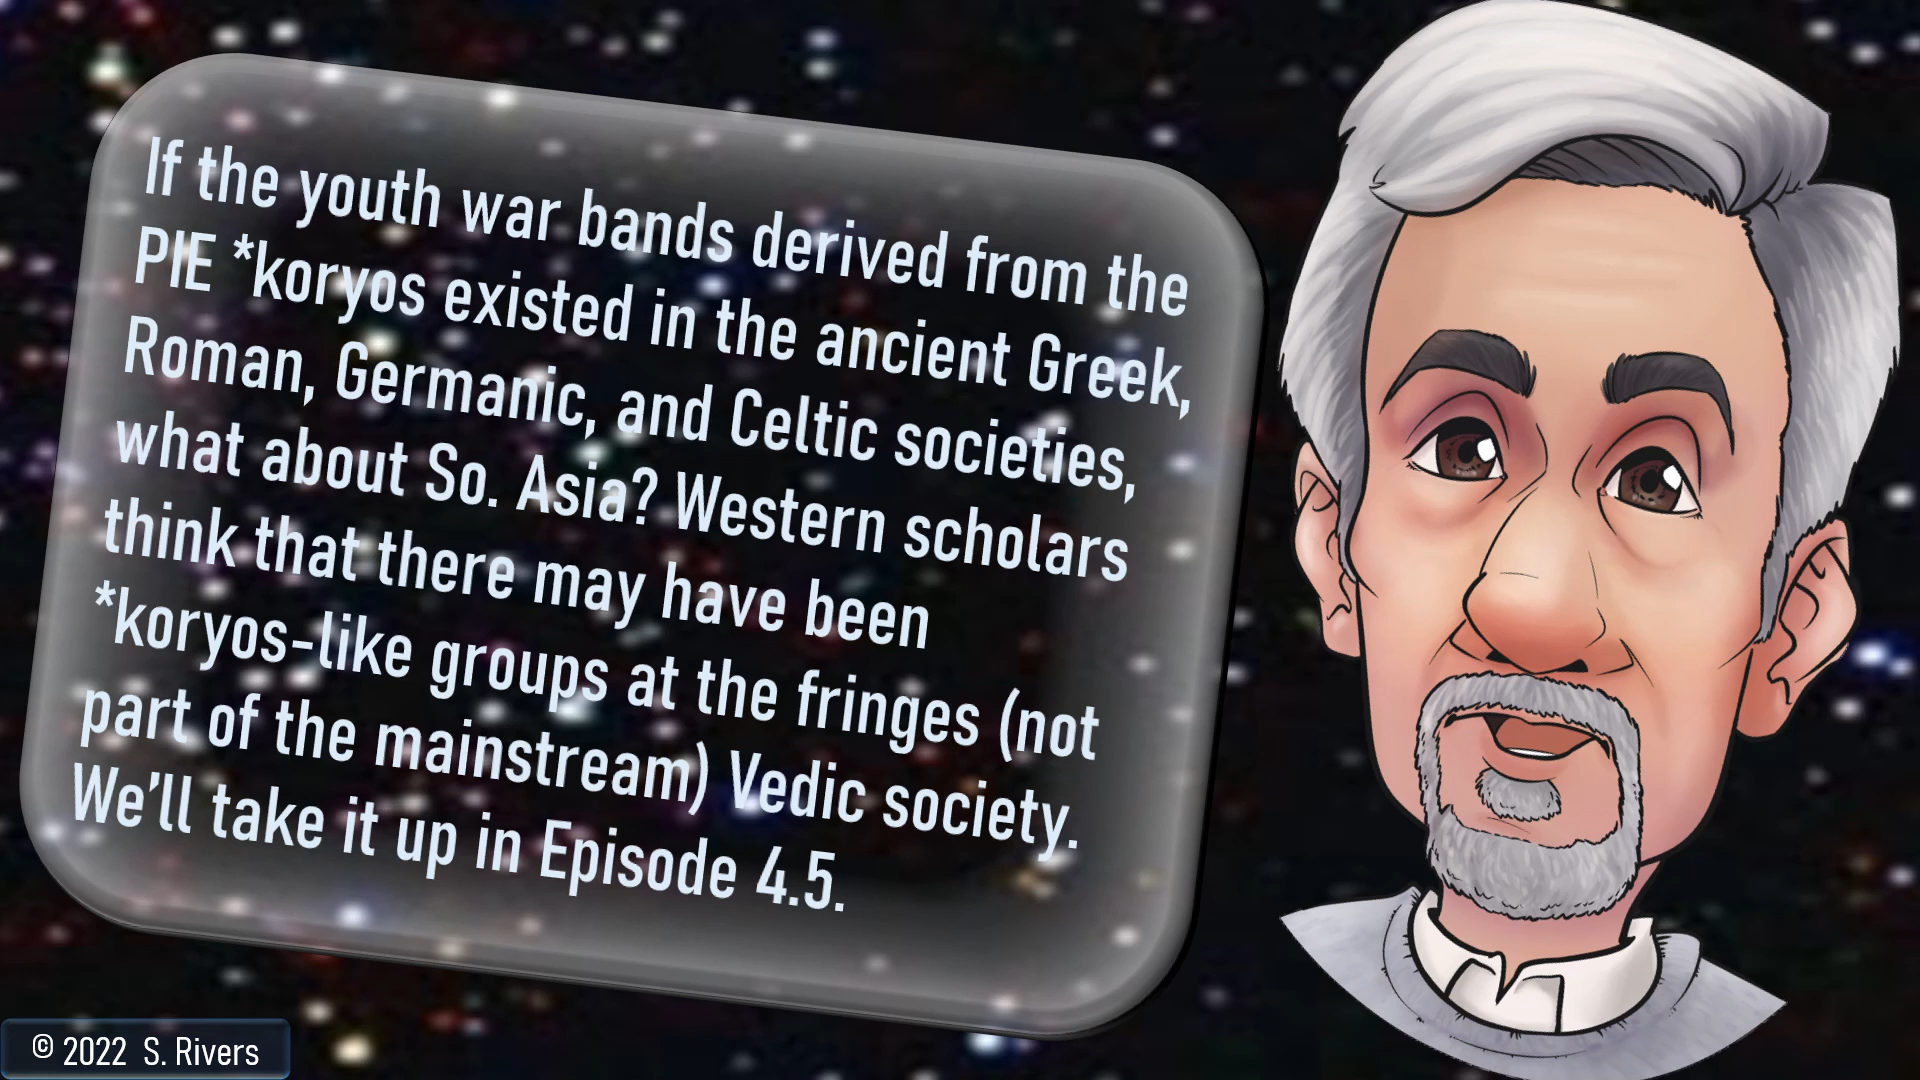 If the youth war bands derived from the
PIE *koryos existed in the ancient Greek,
Roman, Germanic, and Celtic societies,
what about So. Asia? Western scholars
think that there may have been
*koryos-like groups at the fringes (not
part of the mainstream) Vedic society.
We'll take it up in Episode 4.5.
© 2022 S. Rivers